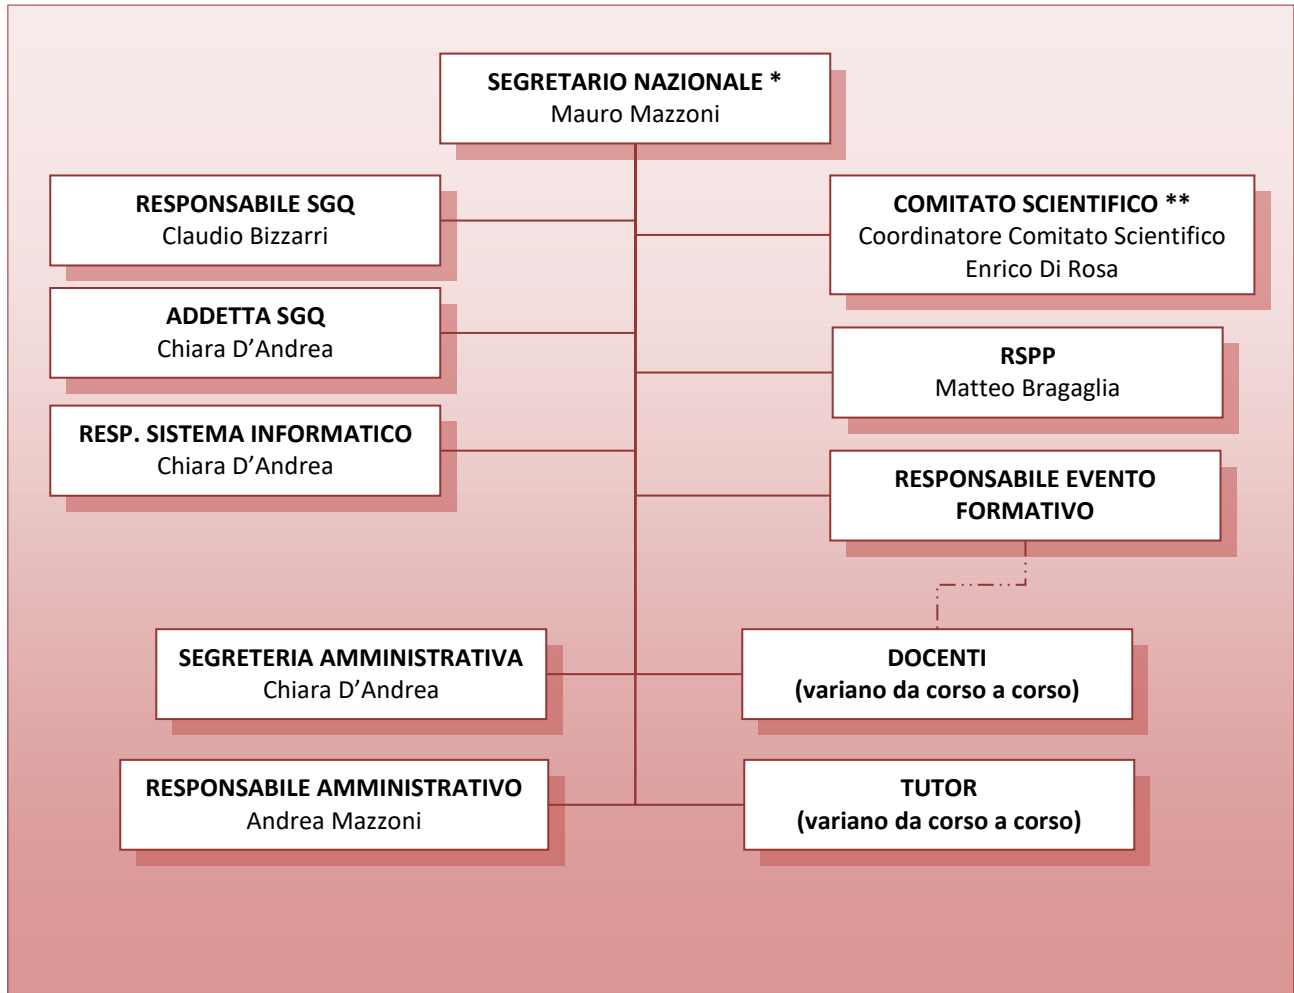 SEGRETARIO NAZIONALE *
Mauro Mazzoni
RESPONSABILE SGQ
Claudio Bizzarri
COMITATO SCIENTIFICO **
Coordinatore Comitato Scientifico
Enrico Di Rosa
ADDETTA SGQ
Chiara D’Andrea
RSPP
Matteo Bragaglia
RESP. SISTEMA INFORMATICO
Chiara D’Andrea
RESPONSABILE EVENTO
FORMATIVO
SEGRETERIA AMMINISTRATIVA
Chiara D’Andrea
DOCENTI
(variano da corso a corso)
RESPONSABILE AMMINISTRATIVO
Andrea Mazzoni
TUTOR
(variano da corso a corso)